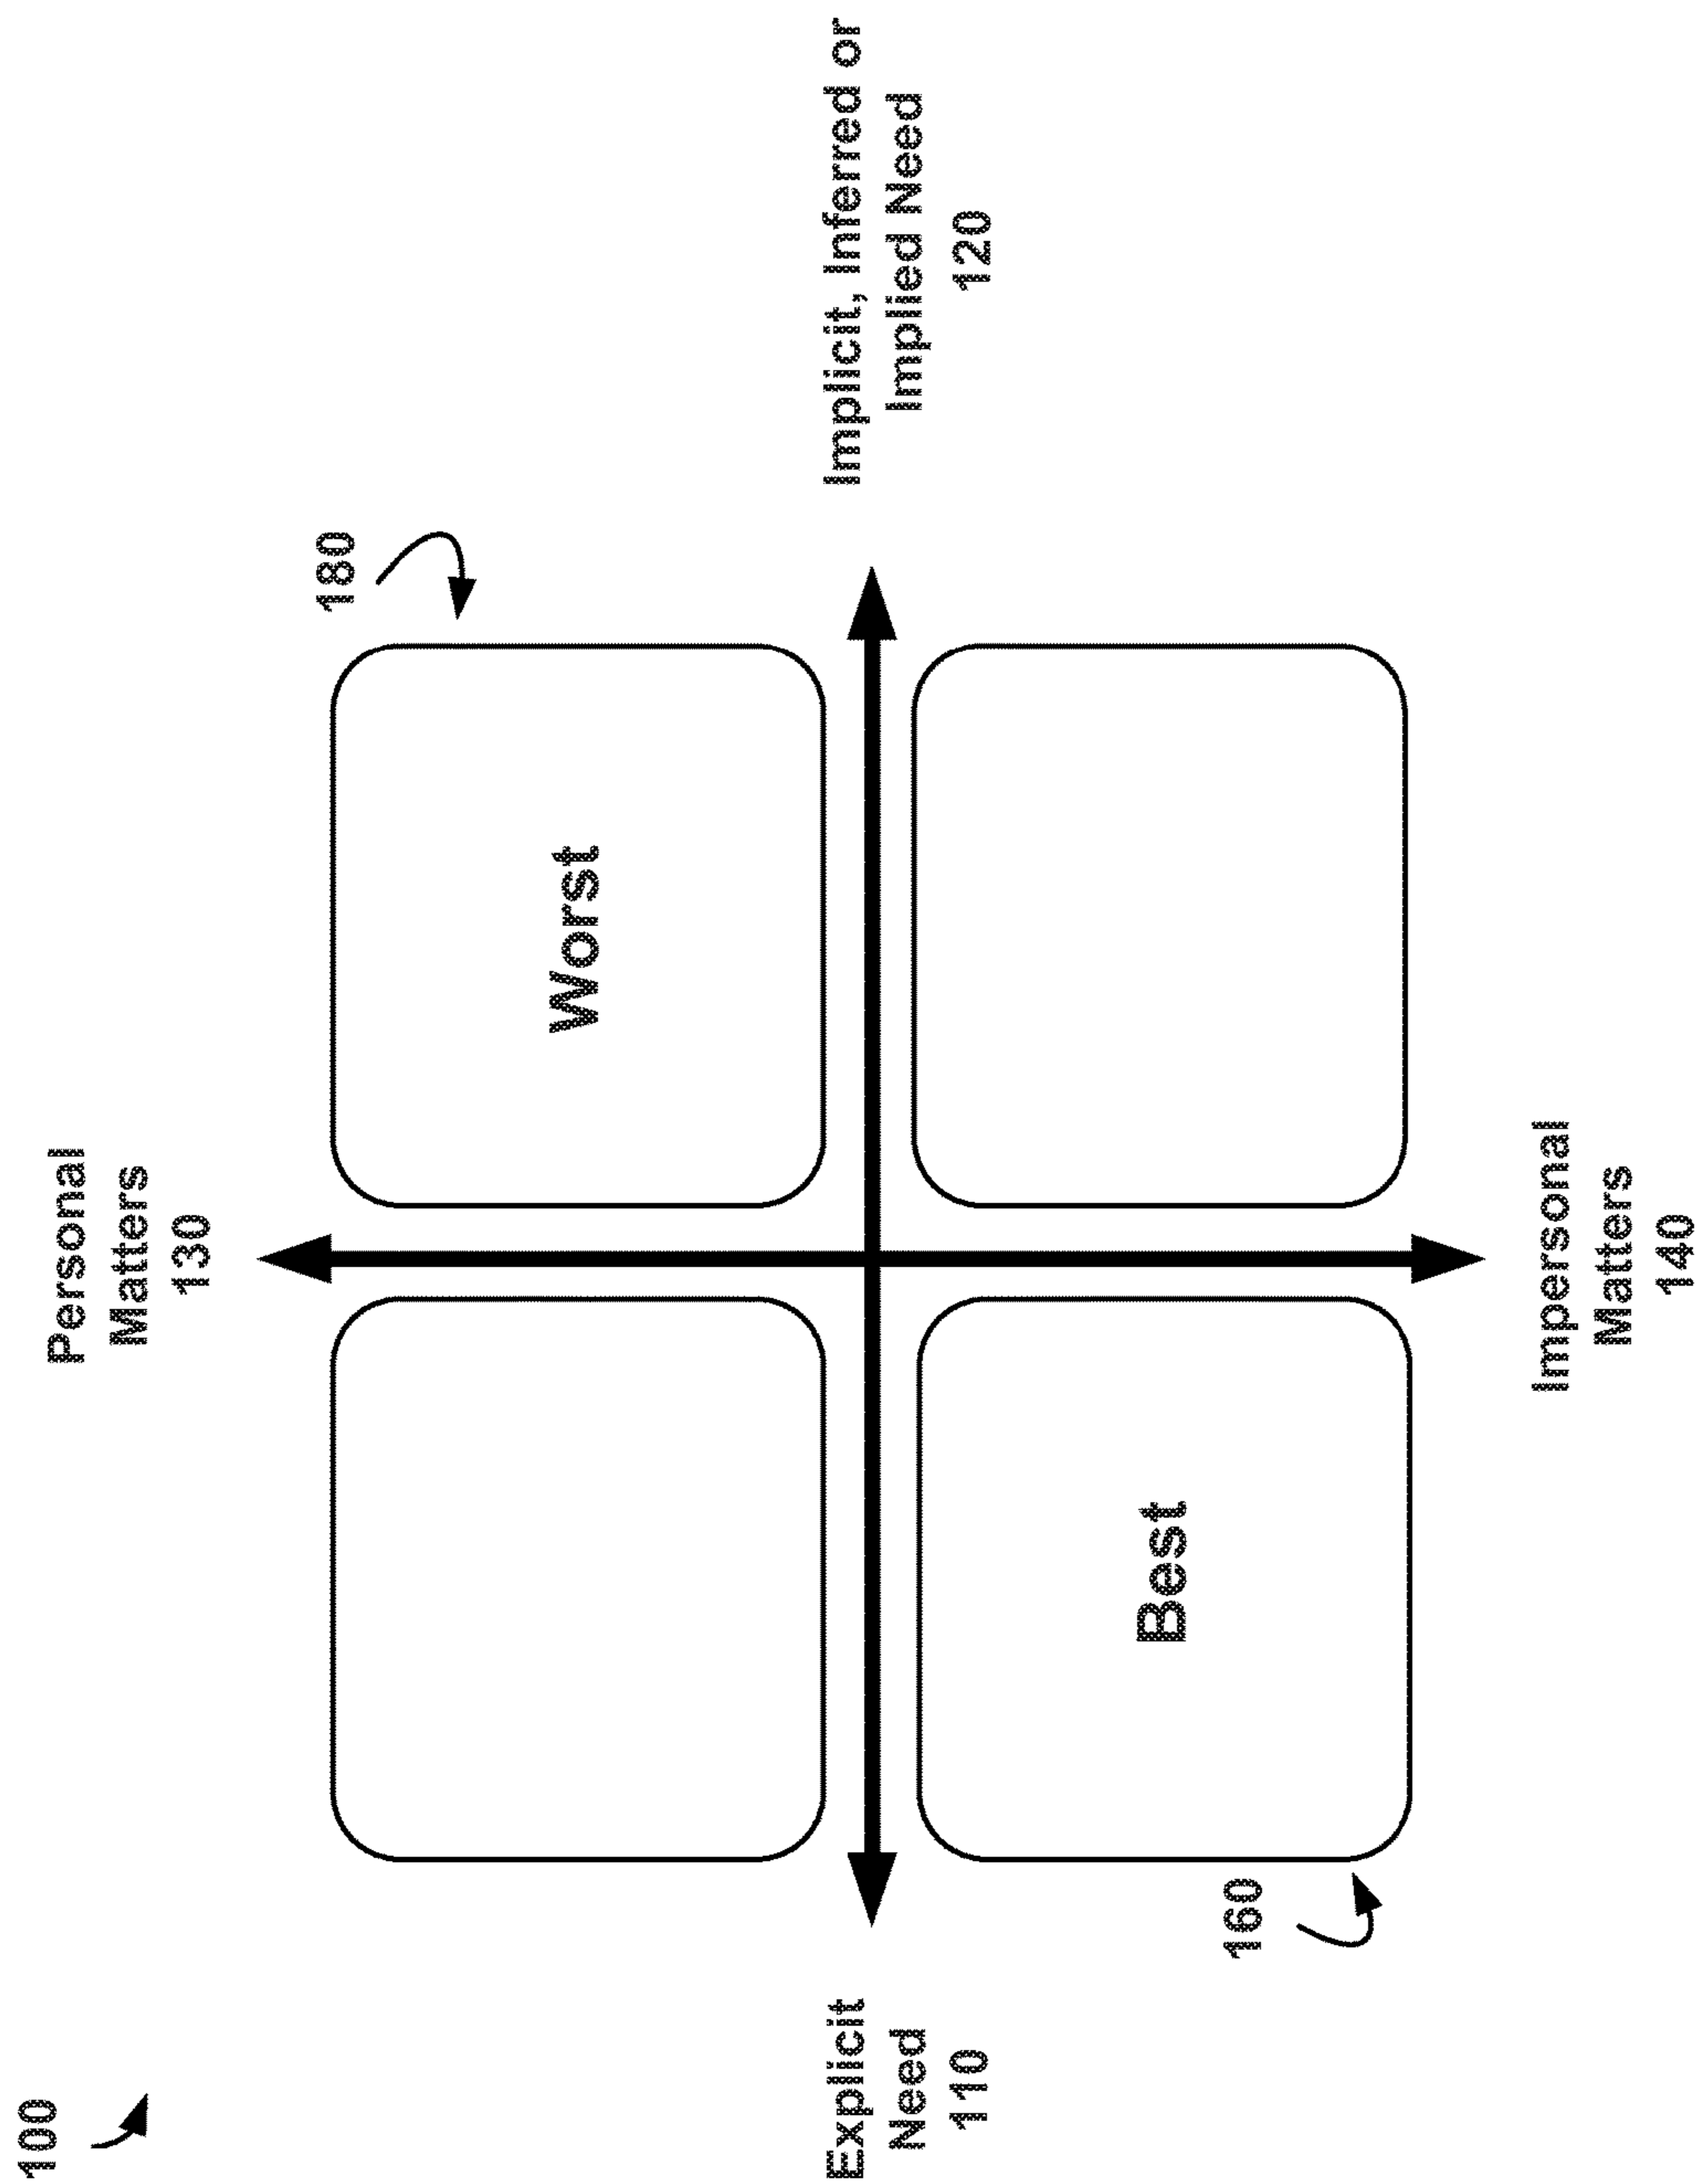 100
Personal
Matters
130
180
Worst
Explicit
Need
110
Implicit, Inferred or
Implied Need
120
160
Best
Impersonal
Matters
140